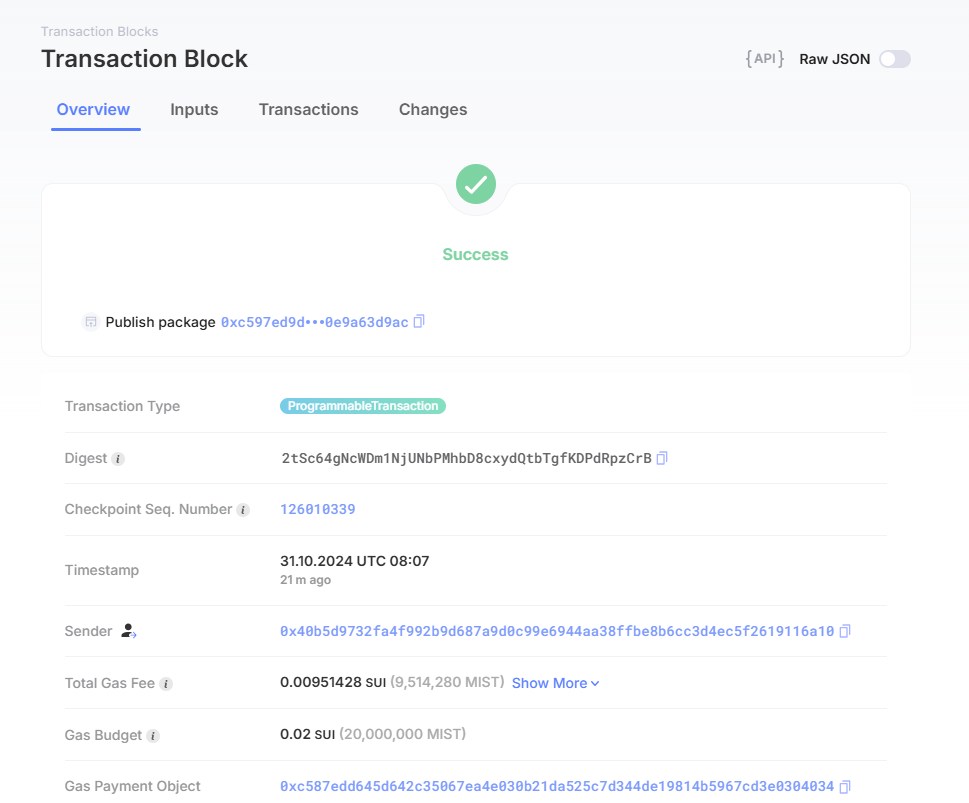 Transaction Blocks
Transaction Block
{API} Raw JSON
Overview Inputs Transactions Changes
Success
Publish package 0xc597ed9d•••0e9a63d9ac
Transaction Type ProgrammableTransaction
Digest i 2tSc64gNcWDm1NjUNbPMhbD8cxydQtbTgfKDPdRpzCrB
Checkpoint Seq. Number i 126010339
Timestamp 31.10.2024 UTC 08:07
21 m ago
Sender 0x40b5d9732fa4f992b9d687a9d0c99e6944aa38ffbe8b6cc3d4ec5f2619116a10
Total Gas Fee i 0.00951428 SUI (9,514,280 MIST) Show More
Gas Budget i 0.02 SUI (20,000,000 MIST)
Gas Payment Object 0xc587edd645d642c35067ea4e030b21da525c7d344de19814b5967cd3e0304034